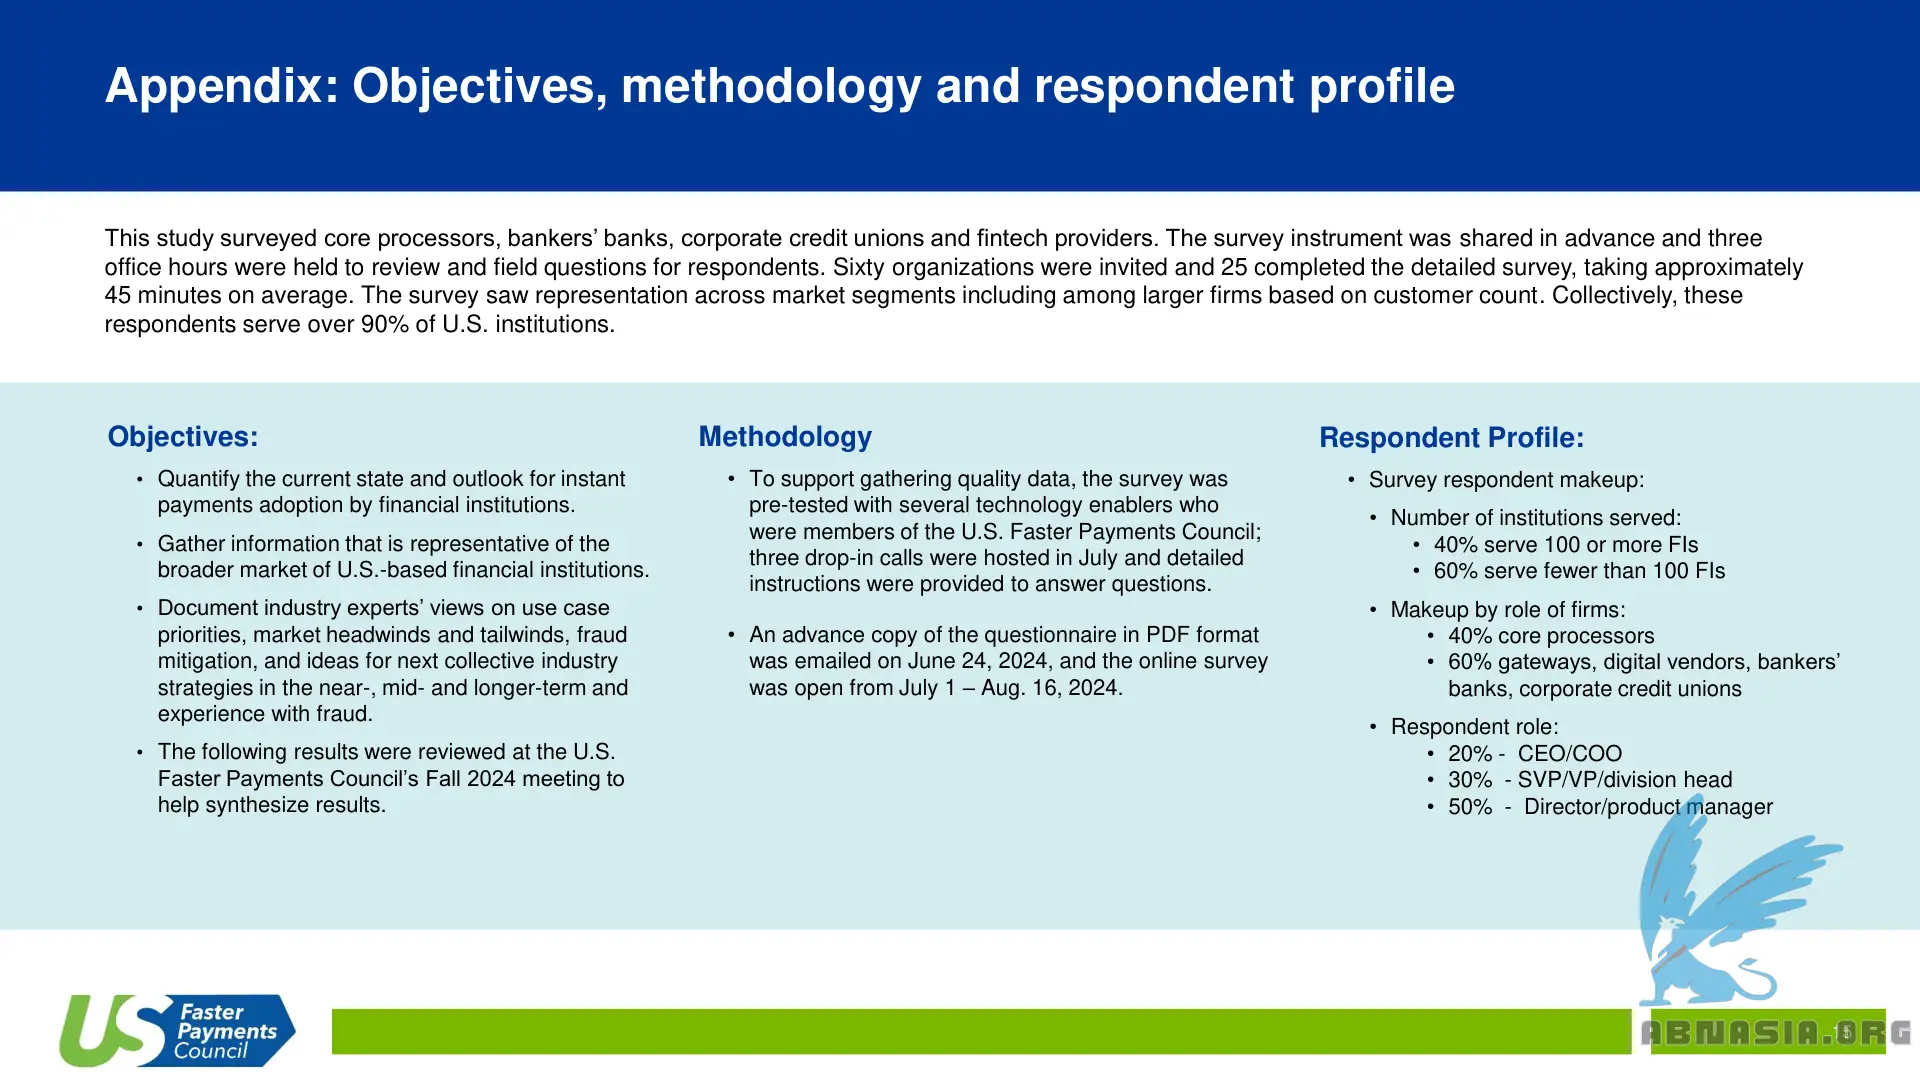 Appendix: Objectives, methodology and respondent profile
This study surveyed core processors, bankers’ banks, corporate credit unions and fintech providers. The survey instrument was shared in advance and three
office hours were held to review and field questions for respondents. Sixty organizations were invited and 25 completed the detailed survey, taking approximately
45 minutes on average. The survey saw representation across market segments including among larger firms based on customer count. Collectively, these
respondents serve over 90% of U.S. institutions.
Objectives:
• Quantify the current state and outlook for instant
payments adoption by financial institutions.
• Gather information that is representative of the
broader market of U.S.-based financial institutions.
• Document industry experts’ views on use case
priorities, market headwinds and tailwinds, fraud
mitigation, and ideas for next collective industry
strategies in the near-, mid- and longer-term and
experience with fraud.
• The following results were reviewed at the U.S.
Faster Payments Council’s Fall 2024 meeting to
help synthesize results.
Methodology
• To support gathering quality data, the survey was
pre-tested with several technology enablers who
were members of the U.S. Faster Payments Council;
three drop-in calls were hosted in July and detailed
instructions were provided to answer questions.
• An advance copy of the questionnaire in PDF format
was emailed on June 24, 2024, and the online survey
was open from July 1 – Aug. 16, 2024.
Respondent Profile:
• Survey respondent makeup:
• Number of institutions served:
• 40% serve 100 or more FIs
• 60% serve fewer than 100 FIs
• Makeup by role of firms:
• 40% core processors
• 60% gateways, digital vendors, bankers’
banks, corporate credit unions
• Respondent role:
• 20% - CEO/COO
• 30% - SVP/VP/division head
• 50% - Director/product manager
US Faster
Payments
Council
ABNASIA.ORG